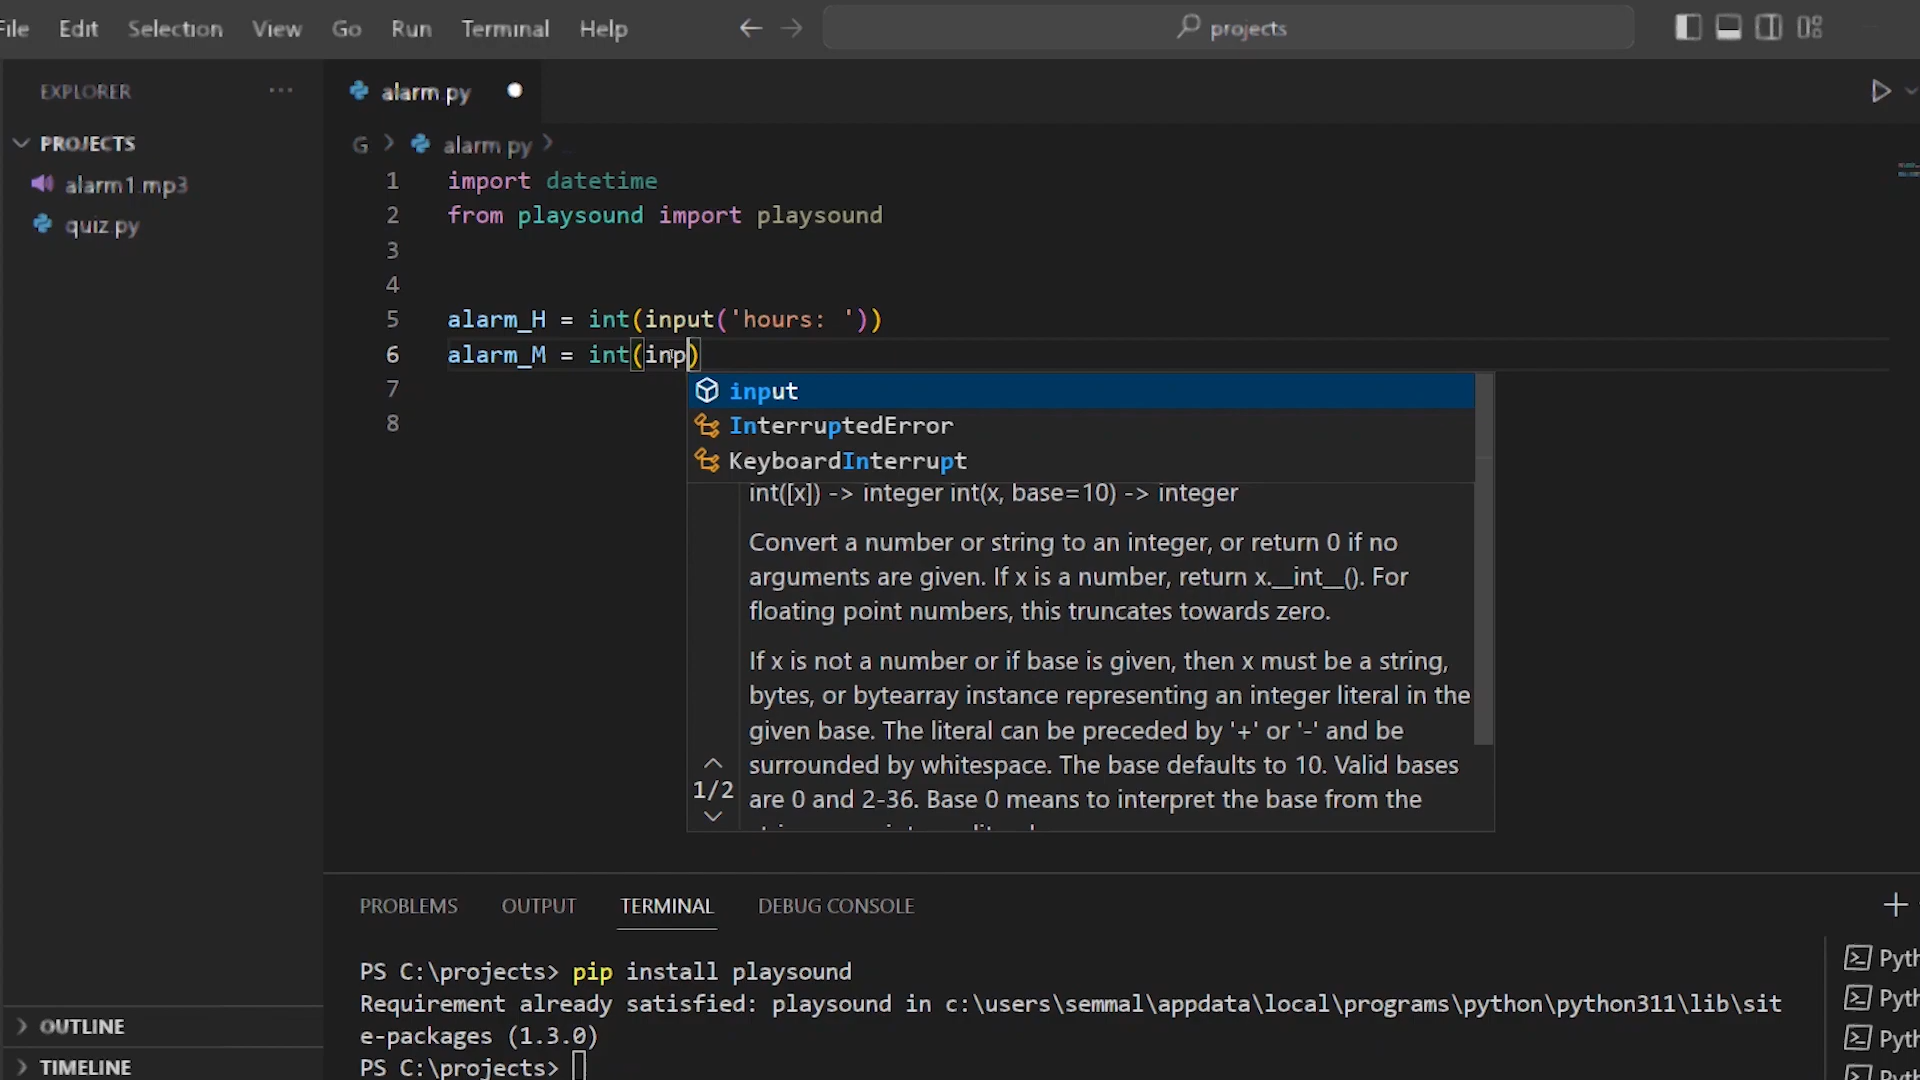 File Edit Selection View Go Run Terminal Help
projects
EXPLORER
PROJECTS
alarm1.mp3
quiz.py
OUTLINE
TIMELINE
alarm.py
G > alarm.py >
1 import datetime
2 from playsound import playsound
3
4
5 alarm_H = int(input('hours: '))
6 alarm_M = int(inp)
7
8
input
InterruptedError
KeyboardInterrupt
int([x]) -> integer int(x, base=10) -> integer
Convert a number or string to an integer, or return 0 if no
arguments are given. If x is a number, return x.__int__(). For
floating point numbers, this truncates towards zero.
If x is not a number or if base is given, then x must be a string,
bytes, or bytearray instance representing an integer literal in the
given base. The literal can be preceded by '+' or '-' and be
surrounded by whitespace. The base defaults to 10. Valid bases
are 0 and 2-36. Base 0 means to interpret the base from the
1/2
PROBLEMS OUTPUT TERMINAL DEBUG CONSOLE
PS C:\projects> pip install playsound
Requirement already satisfied: playsound in c:\users\semmal\appdata\local\programs\python\python311\lib\sit
e-packages (1.3.0)
PS C:\projects>
Pyth
Pyth
Pyth